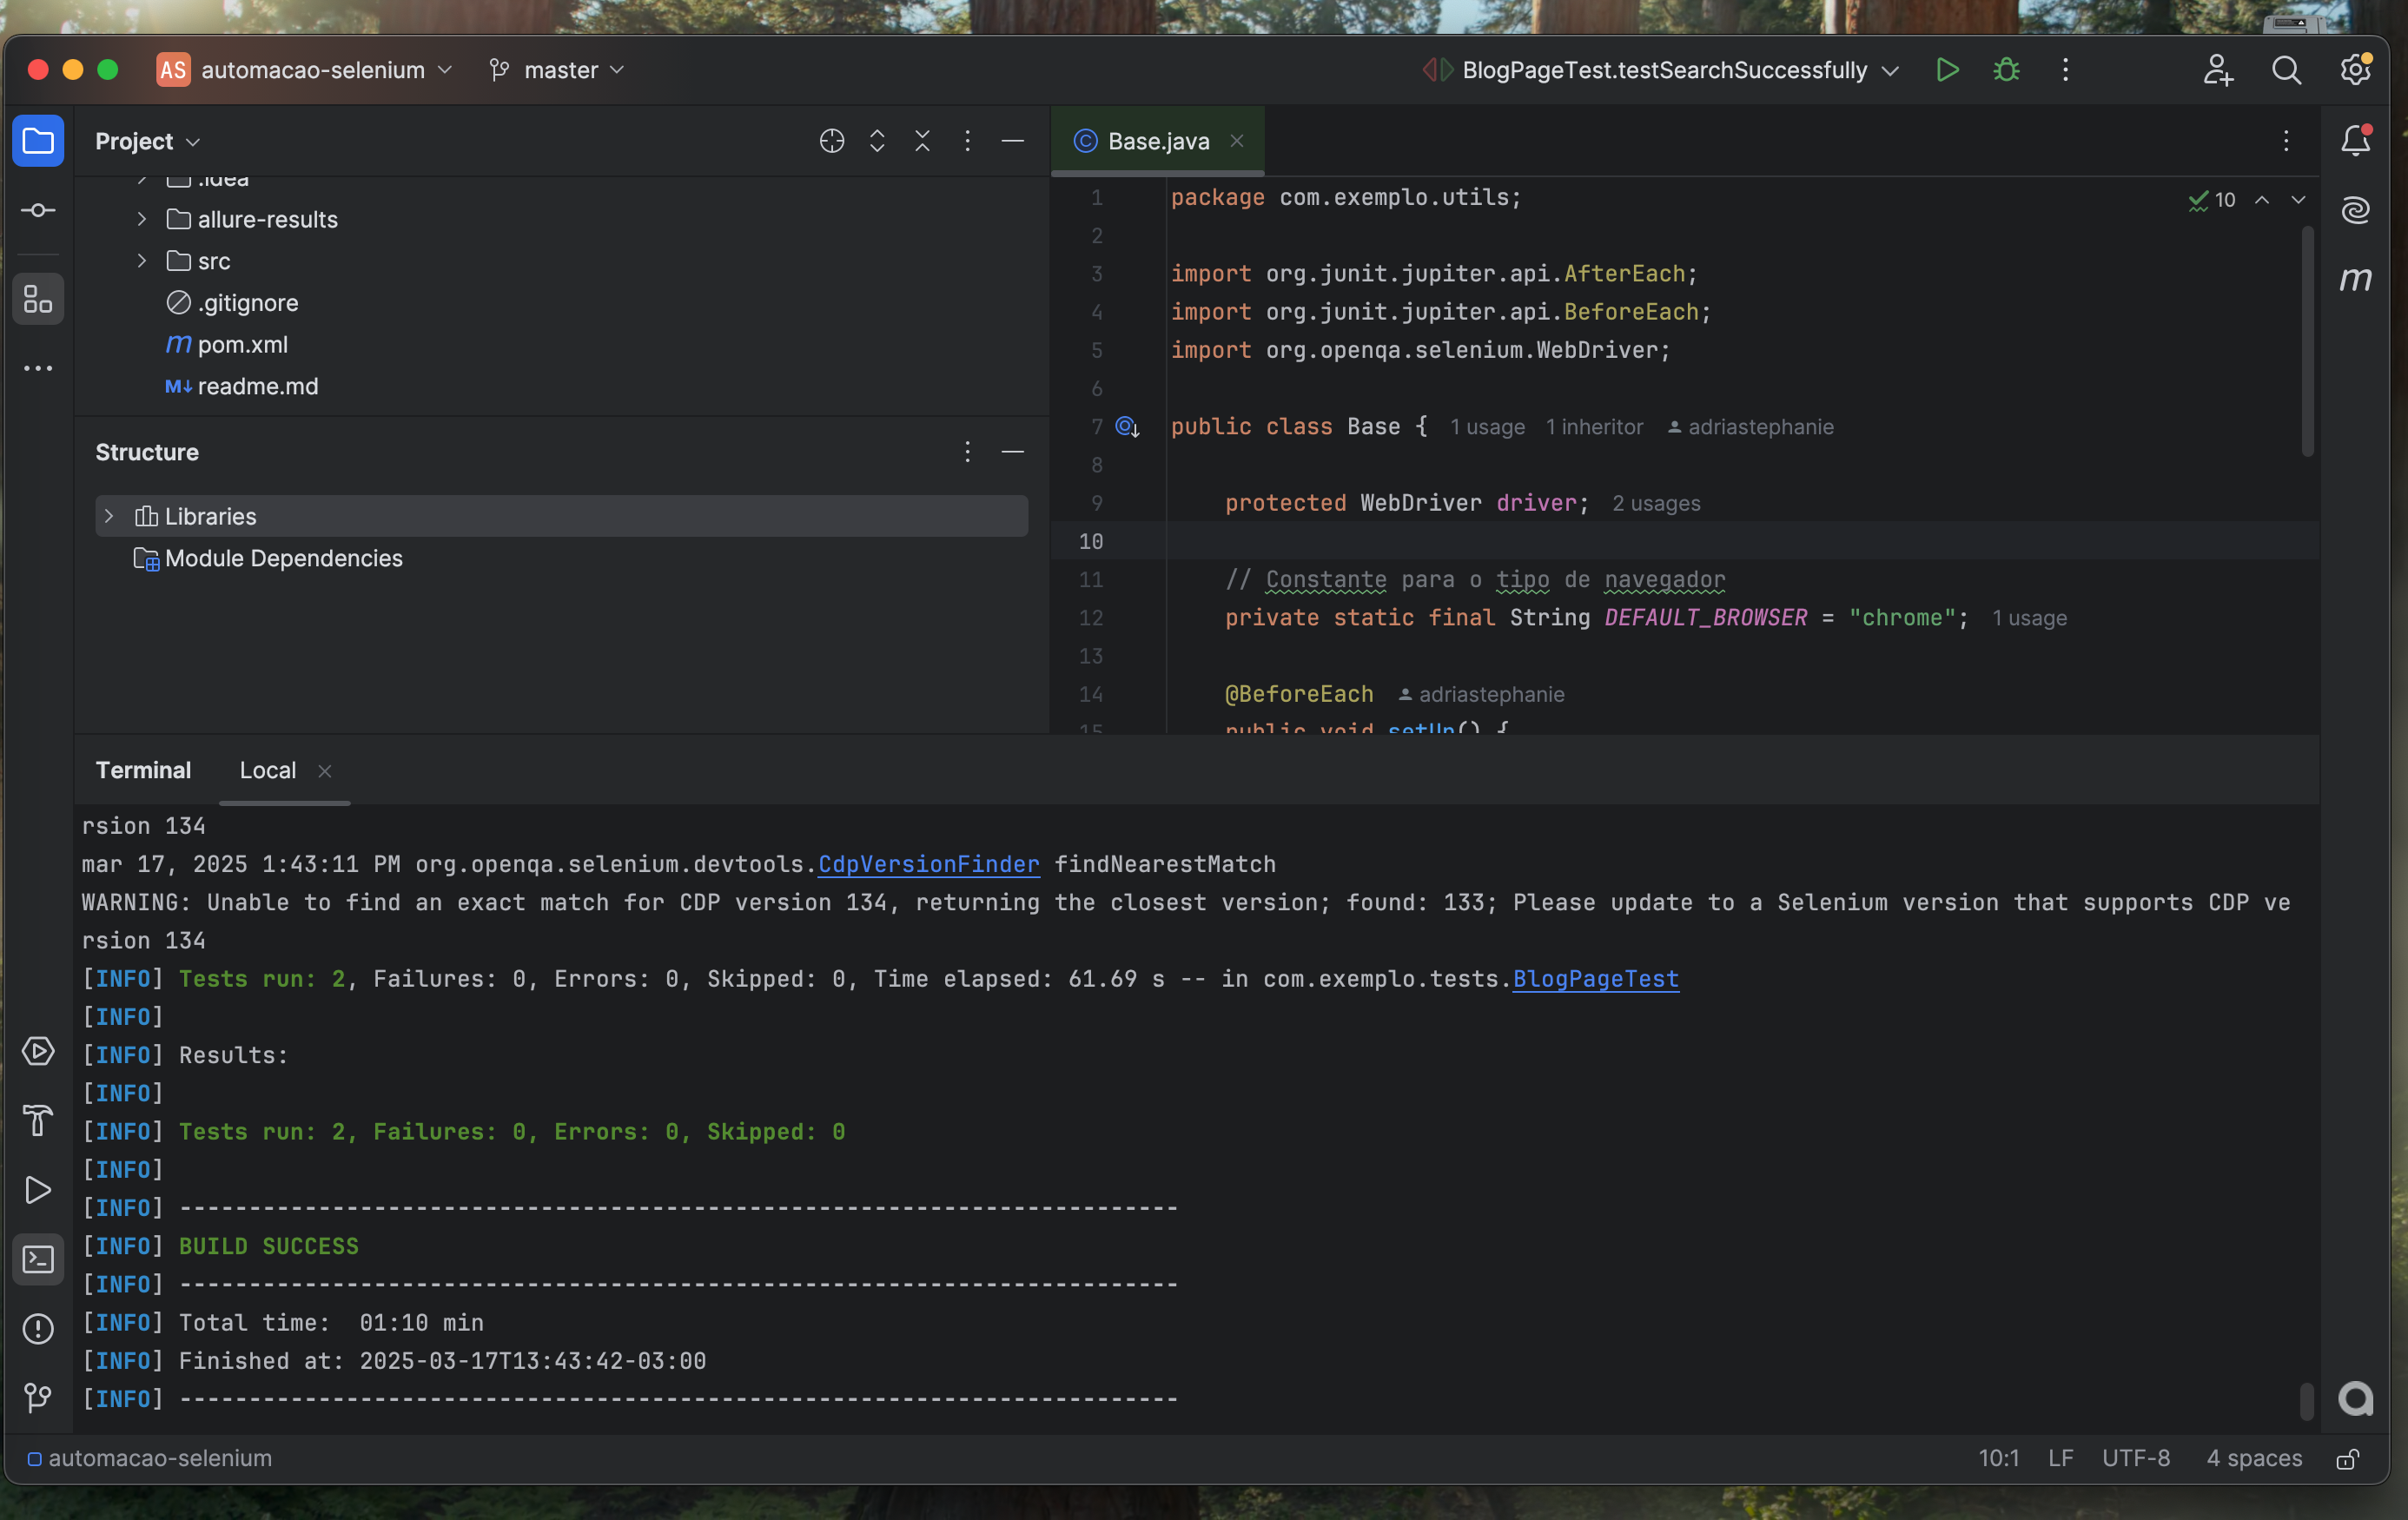 AS automacao-selenium master BlogPageTest.testSearchSuccessfully
Project
.idea
allure-results
src
.gitignore
m pom.xml
M↓ readme.md
Structure
Libraries
Module Dependencies
Base.java
10
1 package com.exemplo.utils;
2
3 import org.junit.jupiter.api.AfterEach;
4 import org.junit.jupiter.api.BeforeEach;
5 import org.openqa.selenium.WebDriver;
6
7 public class Base { 1 usage 1 inheritor adriastephanie
8
9 protected WebDriver driver; 2 usages
10
11 // Constante para o tipo de navegador
12 private static final String DEFAULT_BROWSER = "chrome"; 1 usage
13
14 @BeforeEach adriastephanie
15 public void setUp() {
m
Terminal Local
rsion 134
mar 17, 2025 1:43:11 PM org.openqa.selenium.devtools.CdpVersionFinder findNearestMatch
WARNING: Unable to find an exact match for CDP version 134, returning the closest version; found: 133; Please update to a Selenium version that supports CDP ve
rsion 134
[INFO] Tests run: 2, Failures: 0, Errors: 0, Skipped: 0, Time elapsed: 61.69 s -- in com.exemplo.tests.BlogPageTest
[INFO]
[INFO] Results:
[INFO]
[INFO] Tests run: 2, Failures: 0, Errors: 0, Skipped: 0
[INFO]
[INFO] ------------------------------------------------------------------------
[INFO] BUILD SUCCESS
[INFO] ------------------------------------------------------------------------
[INFO] Total time:  01:10 min
[INFO] Finished at: 2025-03-17T13:43:42-03:00
[INFO] ------------------------------------------------------------------------
automacao-selenium 10:1 LF UTF-8 4 spaces